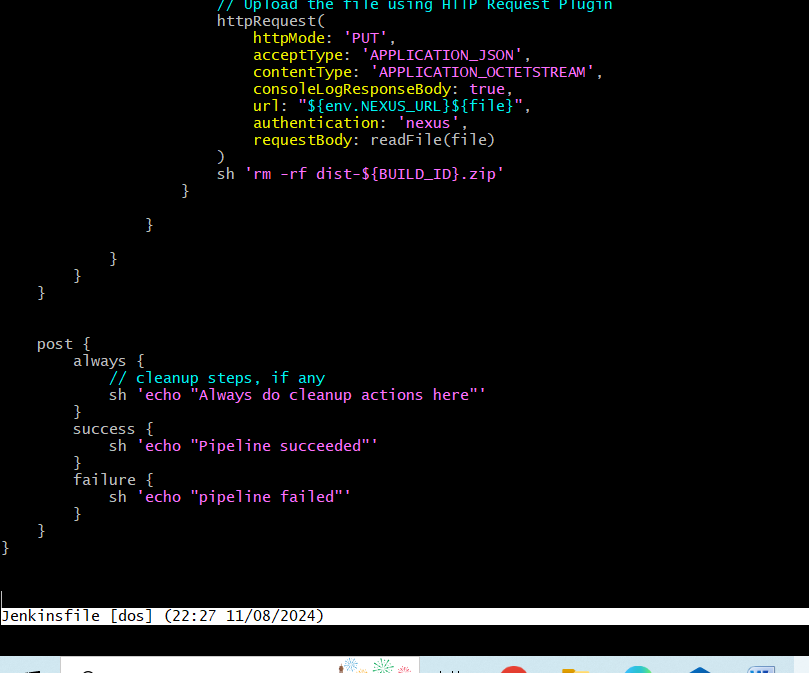 // Upload the file using HTTP Request Plugin
httpRequest(
httpMode: 'PUT',
acceptType: 'APPLICATION_JSON',
contentType: 'APPLICATION_OCTETSTREAM',
consoleLogResponseBody: true,
url: "${env.NEXUS_URL}${file}",
authentication: 'nexus',
requestBody: readFile(file)
)
sh 'rm -rf dist-${BUILD_ID}.zip'
}
}
}
}
}
post {
always {
// cleanup steps, if any
sh 'echo "Always do cleanup actions here"'
}
success {
sh 'echo "Pipeline succeeded"'
}
failure {
sh 'echo "pipeline failed"'
}
}
}
Jenkinsfile [dos] (22:27 11/08/2024)